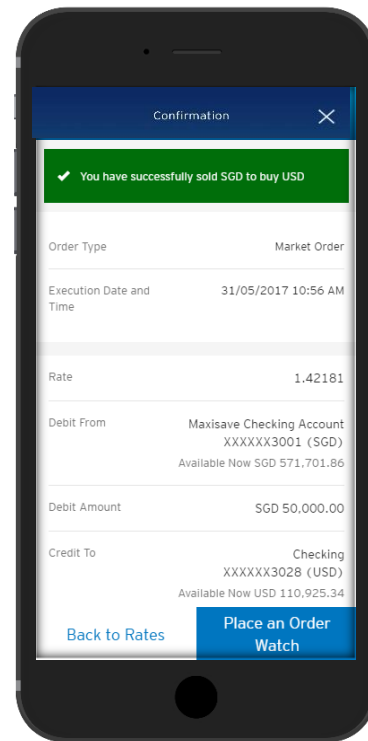 Confirmation
You have successfully sold SGD to buy USD
Order Type Market Order
Execution Date and 31/05/2017 10:56 AM
Time
Rate 1.42181
Debit From Maxisave Checking Account
XXXXXX3001 (SGD)
Available Now SGD 571,701.86
Debit Amount SGD 50,000.00
Credit To Checking
XXXXXX3028 (USD)
Available Now USD 110,925.34
Back to Rates Place an Order
Watch